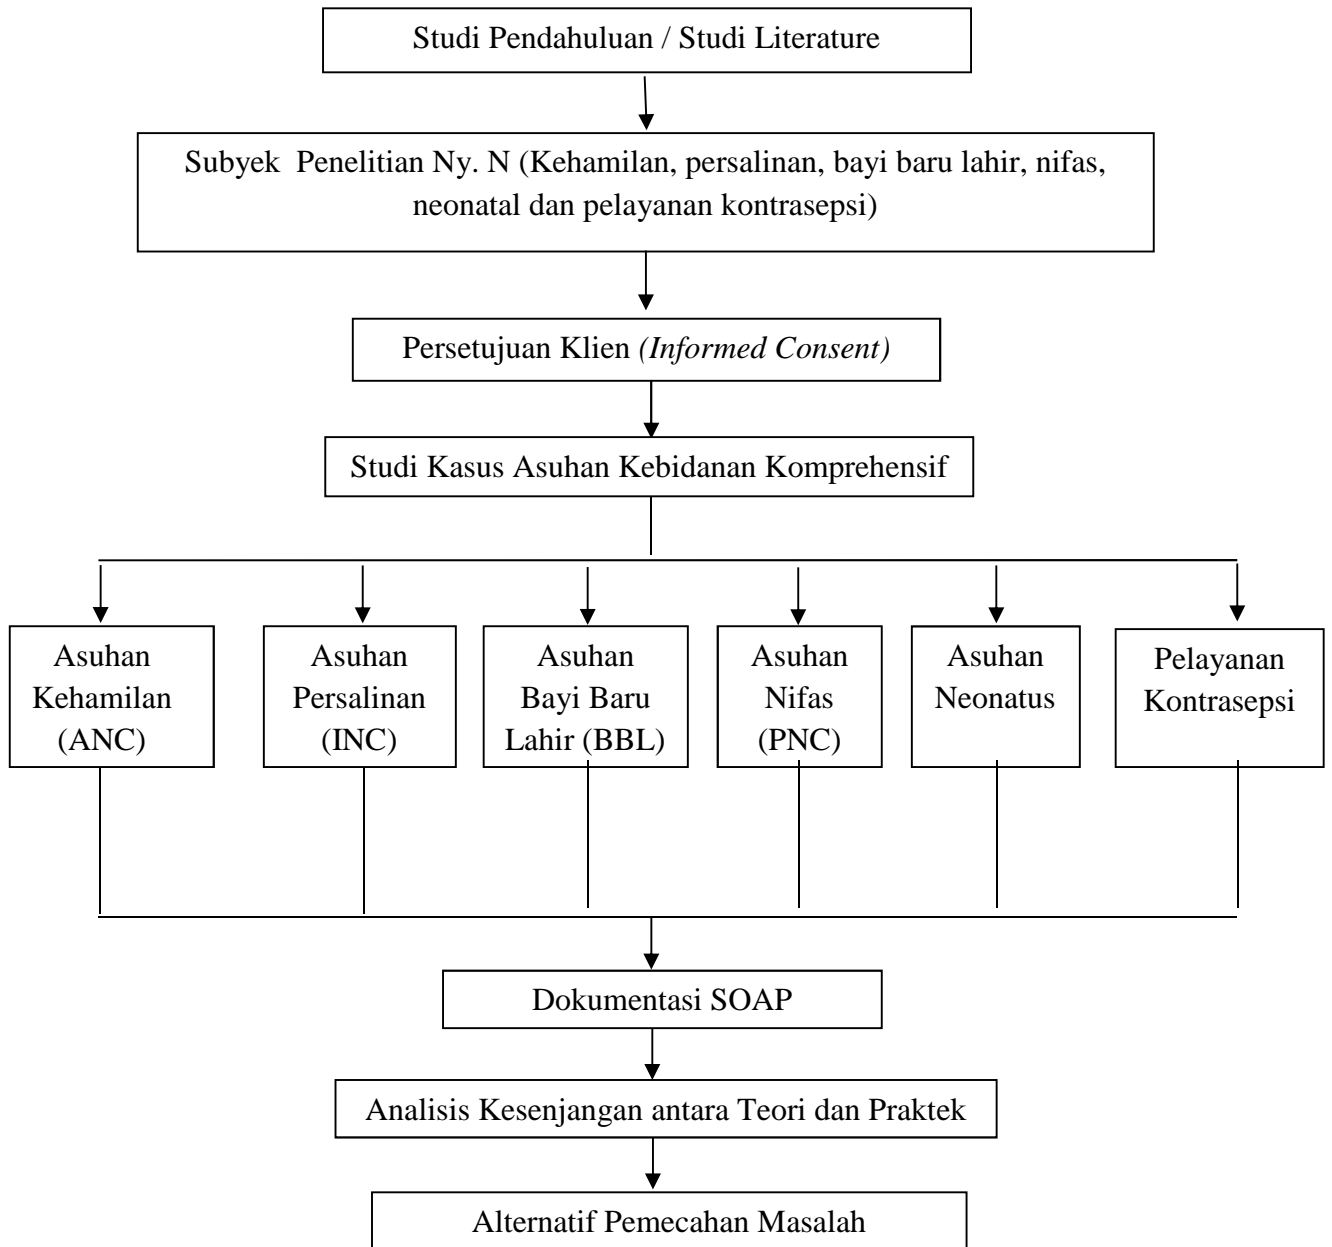 Studi Pendahuluan / Studi Literature
Subyek Penelitian Ny. N (Kehamilan, persalinan, bayi baru lahir, nifas,
neonatal dan pelayanan kontrasepsi)
Persetujuan Klien (Informed Consent)
Studi Kasus Asuhan Kebidanan Komprehensif
Asuhan
Kehamilan
(ANC)
Asuhan
Persalinan
(INC)
Asuhan
Bayi Baru
Lahir (BBL)
Asuhan
Nifas
(PNC)
Asuhan
Neonatus
Pelayanan
Kontrasepsi
Dokumentasi SOAP
Analisis Kesenjangan antara Teori dan Praktek
Alternatif Pemecahan Masalah